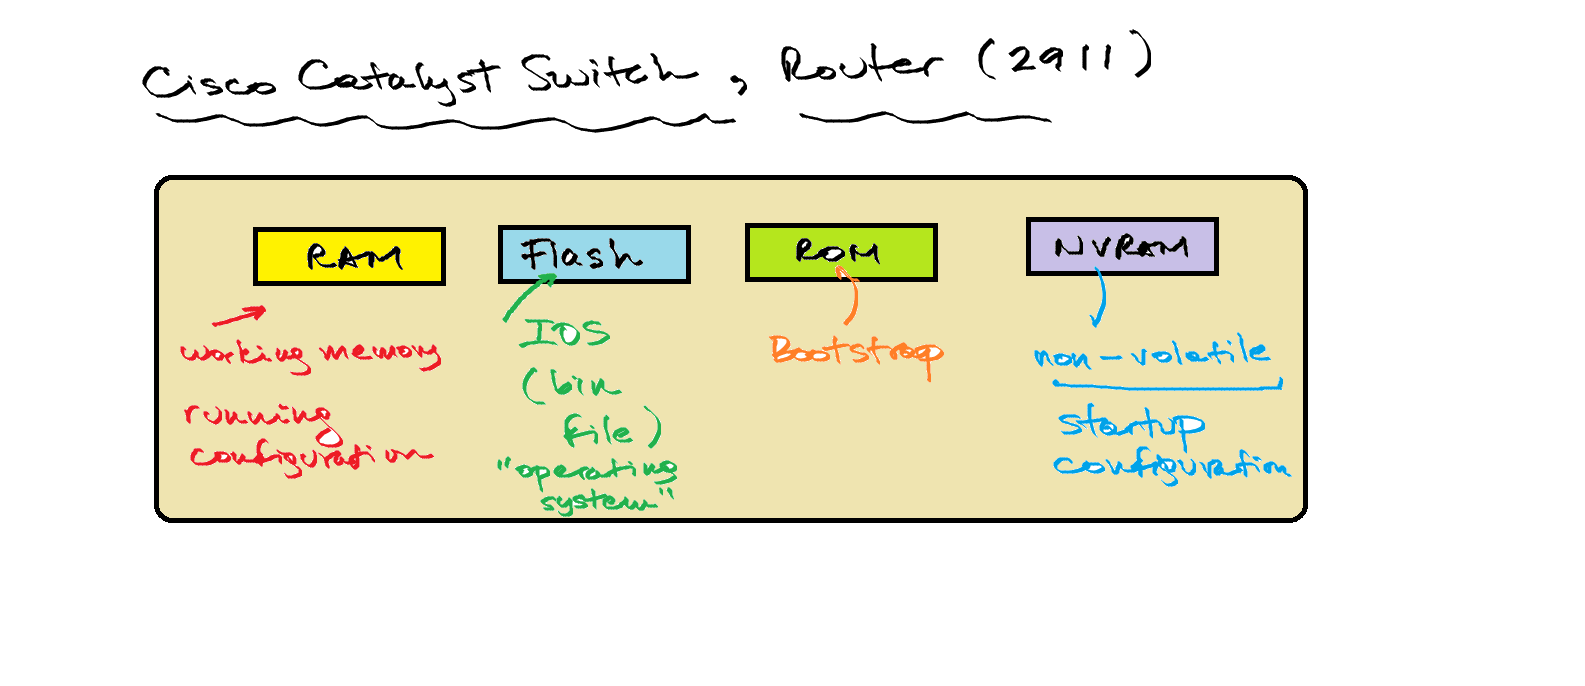 Cisco Catalyst Switch, Router (2911)
RAM
working memory
running
configuration
Flash
IOS
(bin
file)
"operating
system"
ROM
Bootstrap
NVRAM
non-volatile
startup
configuration